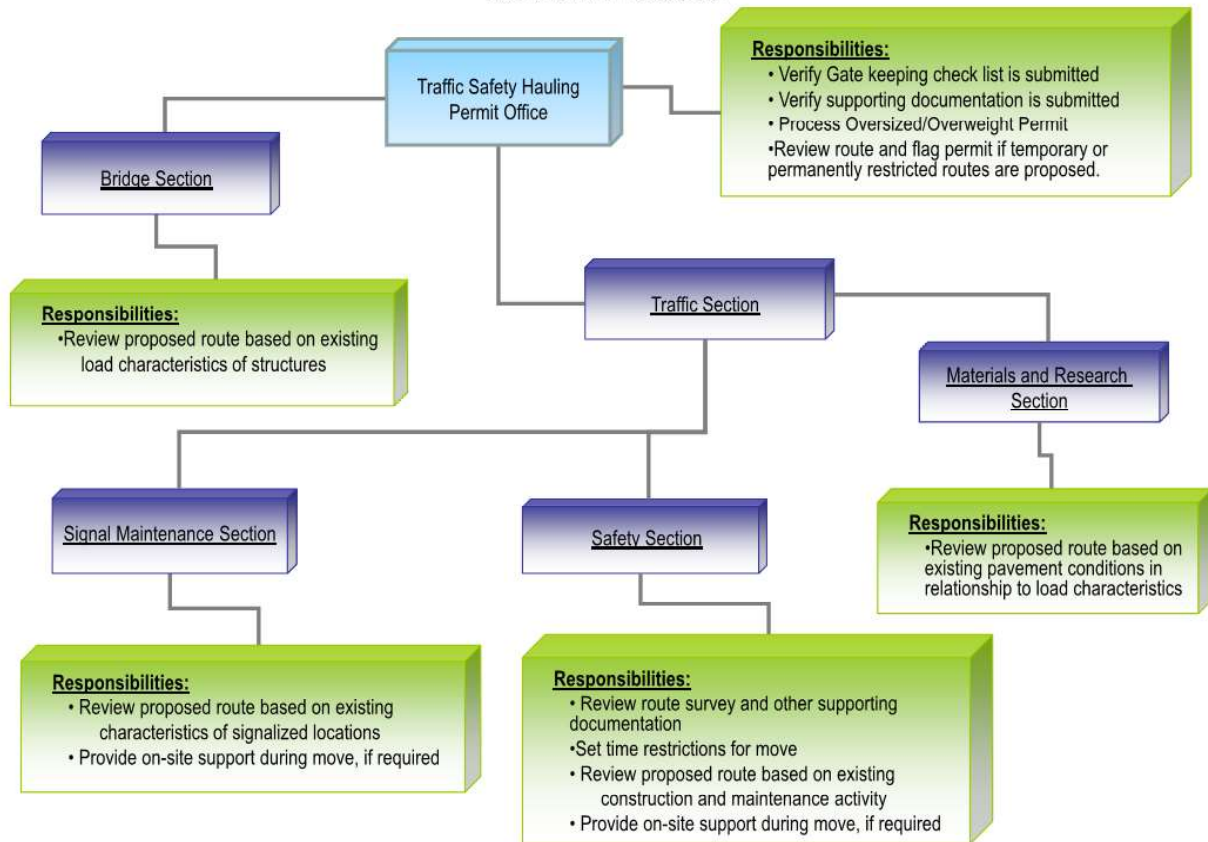 Traffic Safety Hauling
Permit Office
Responsibilities:
• Verify Gate keeping check list is submitted
• Verify supporting documentation is submitted
• Process Oversized/Overweight Permit
•Review route and flag permit if temporary or
permanently restricted routes are proposed.
Bridge Section
Responsibilities:
•Review proposed route based on existing
load characteristics of structures
Traffic Section
Materials and Research
Section
Responsibilities:
•Review proposed route based on
existing pavement conditions in
relationship to load characteristics
Signal Maintenance Section
Responsibilities:
• Review proposed route based on existing
characteristics of signalized locations
• Provide on-site support during move, if required
Safety Section
Responsibilities:
• Review route survey and other supporting
documentation
•Set time restrictions for move
• Review proposed route based on existing
construction and maintenance activity
• Provide on-site support during move, if required